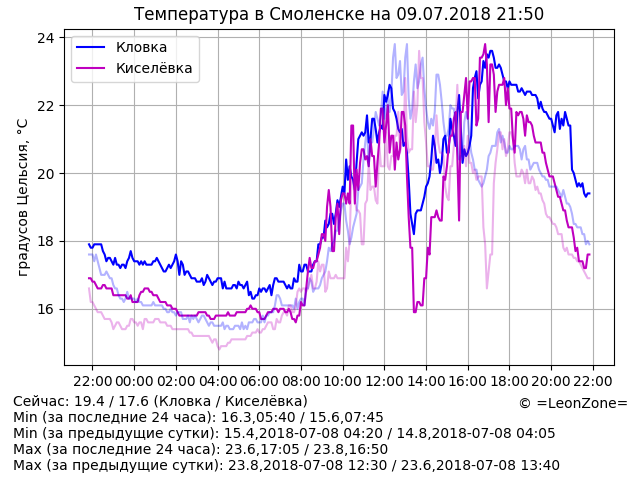 Температура в Смоленске на 09.07.2018 21:50
Кловка
Киселёвка
градусов Цельсия, °C
24
22
20
18
16
22:00 00:00 02:00 04:00 06:00 08:00 10:00 12:00 14:00 16:00 18:00 20:00 22:00
Сейчас: 19.4 / 17.6 (Кловка / Киселёвка)
© =LeonZone=
Min (за последние 24 часа): 16.3,05:40 / 15.6,07:45
Min (за предыдущие сутки): 15.4,2018-07-08 04:20 / 14.8,2018-07-08 04:05
Max (за последние 24 часа): 23.6,17:05 / 23.8,16:50
Max (за предыдущие сутки): 23.8,2018-07-08 12:30 / 23.6,2018-07-08 13:40